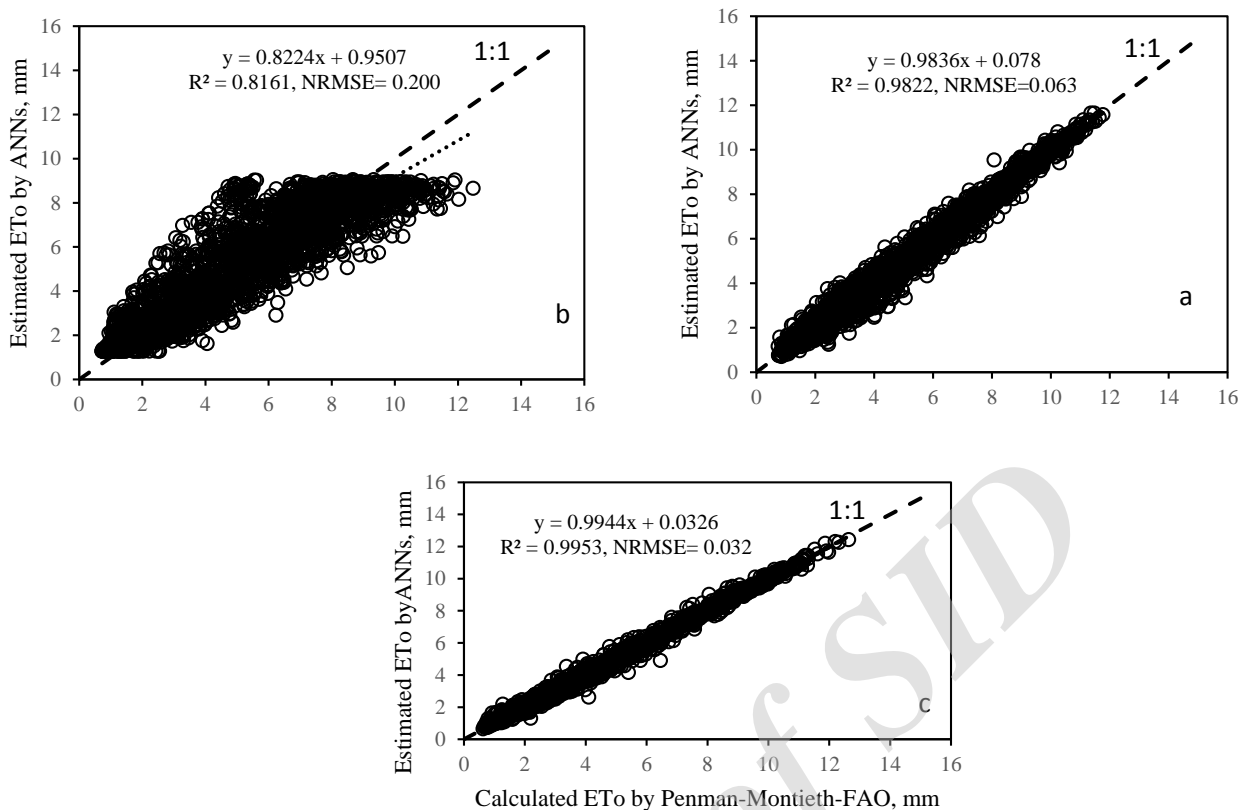 16
14
12
10
8
6
4
2
0
Estimated ETo by ANNs, mm
y = 0.8224x + 0.9507
R² = 0.8161, NRMSE= 0.200
1:1
b
0 2 4 6 8 10 12 14 16
16
14
12
10
8
6
4
2
0
Estimated ETo by ANNs, mm
y = 0.9836x + 0.078
R² = 0.9822, NRMSE=0.063
1:1
a
0 2 4 6 8 10 12 14 16
16
14
12
10
8
6
4
2
0
Estimated ETo byANNs, mm
y = 0.9944x + 0.0326
R² = 0.9953, NRMSE= 0.032
1:1
c
0 2 4 6 8 10 12 14 16
Calculated ETo by Penman-Montieth-FAO, mm
of SID